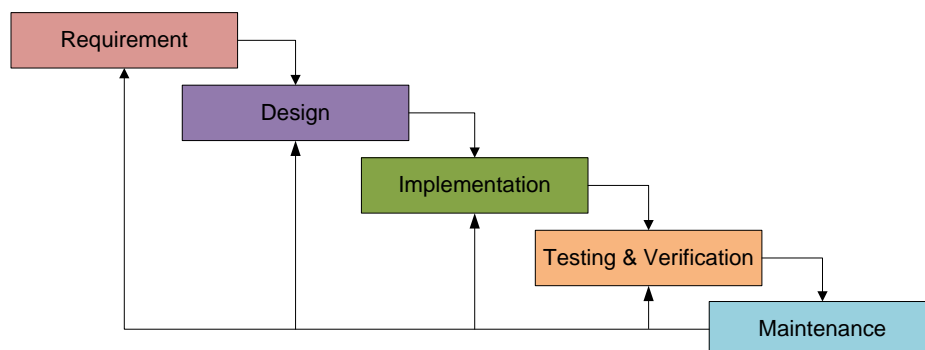 Requirement
Design
Implementation
Testing & Verification
Maintenance